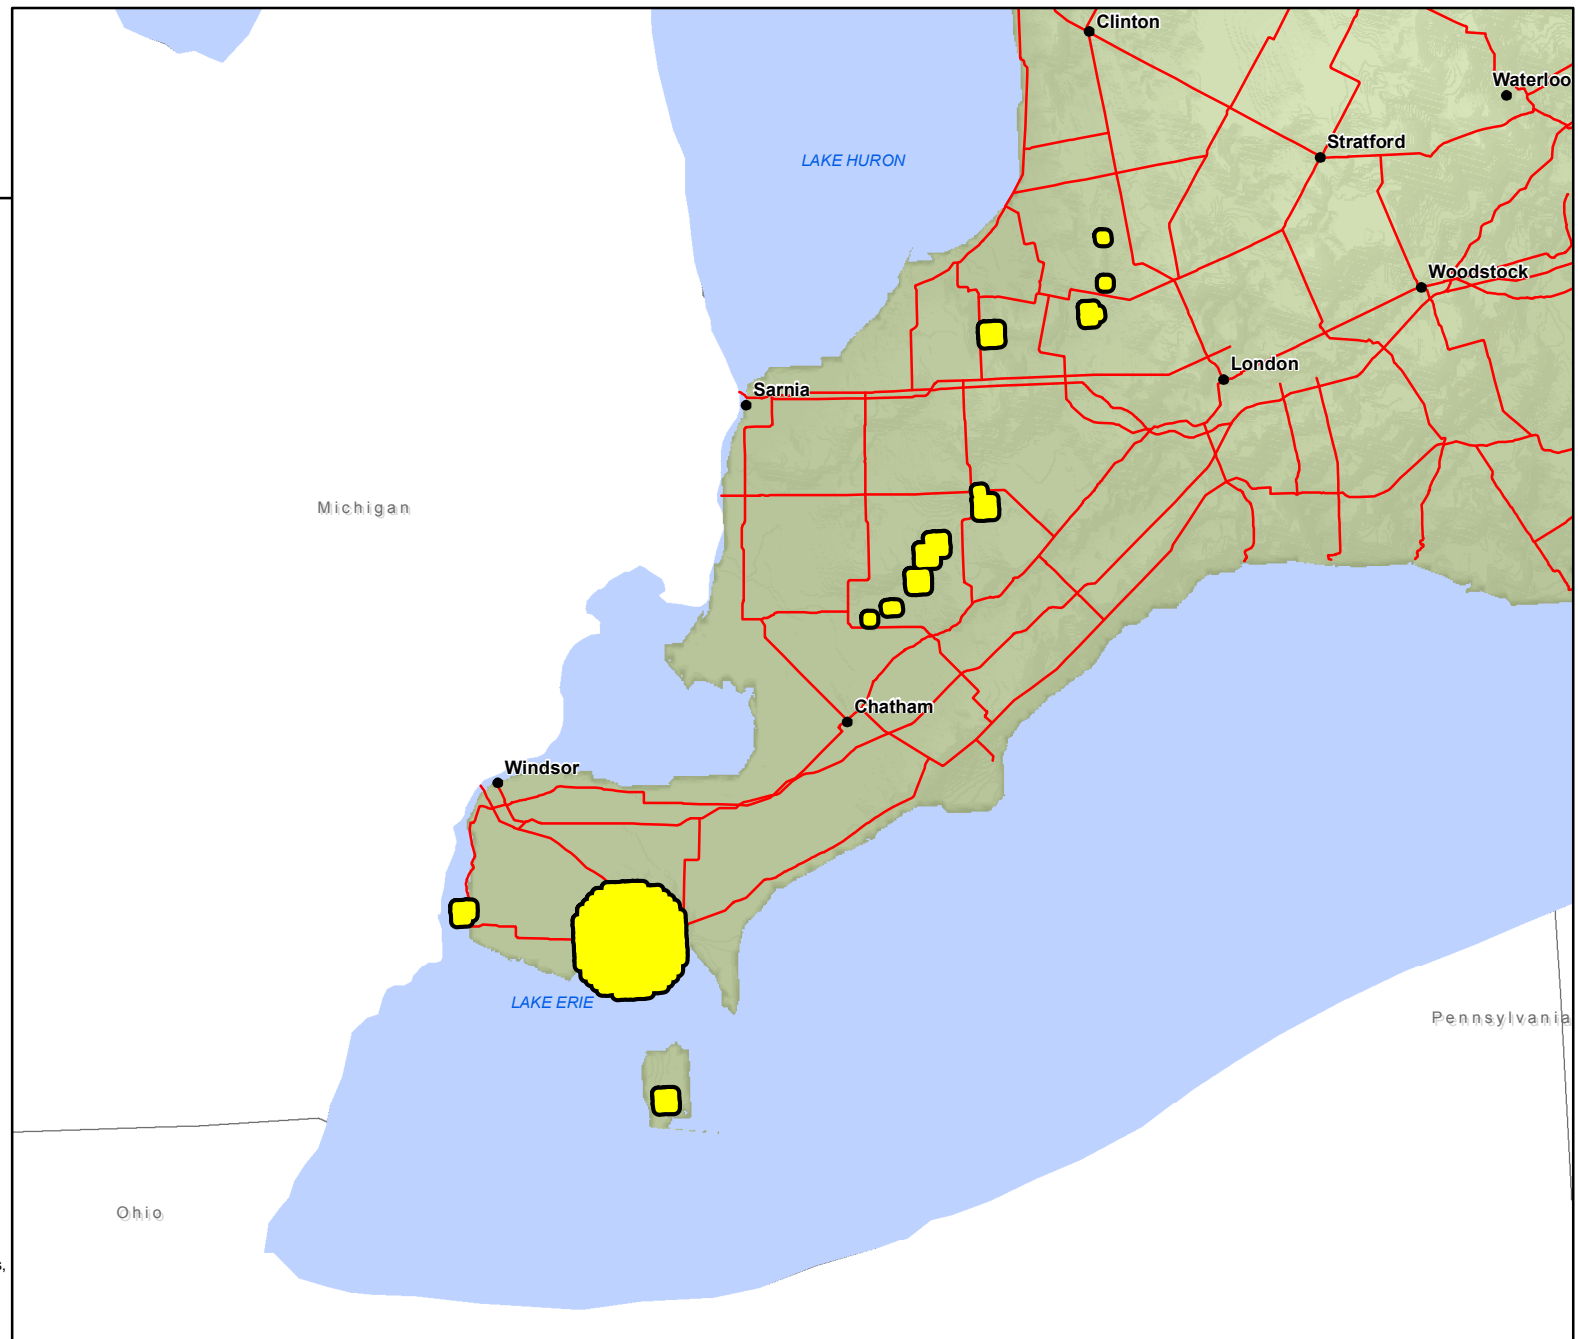 Clinton
Waterloo
Stratford
LAKE HURON
Woodstock
London
Sarnia
Michigan
Chatham
Windsor
LAKE ERIE
Pennsylvania
Ohio